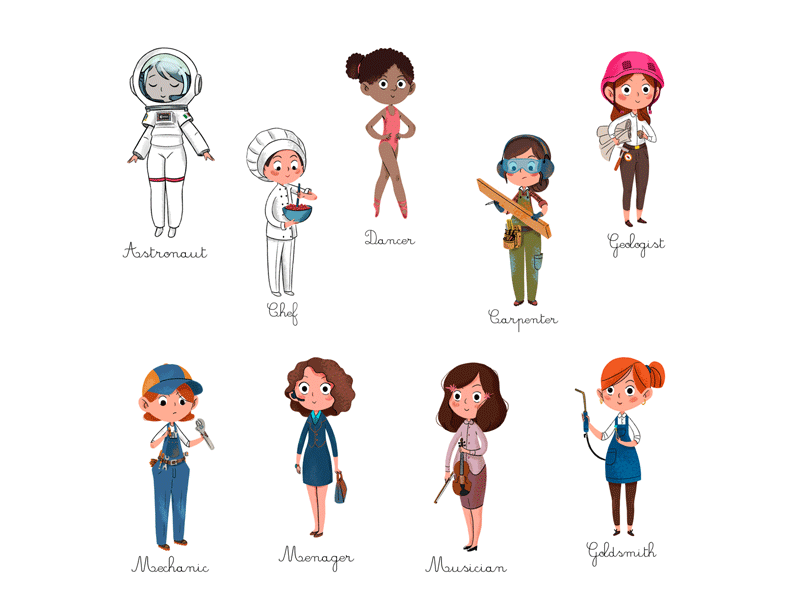 Astronaut
Chef
Dancer
Carpenter
Geologist
Mechanic
Menager
Musician
Goldsmith